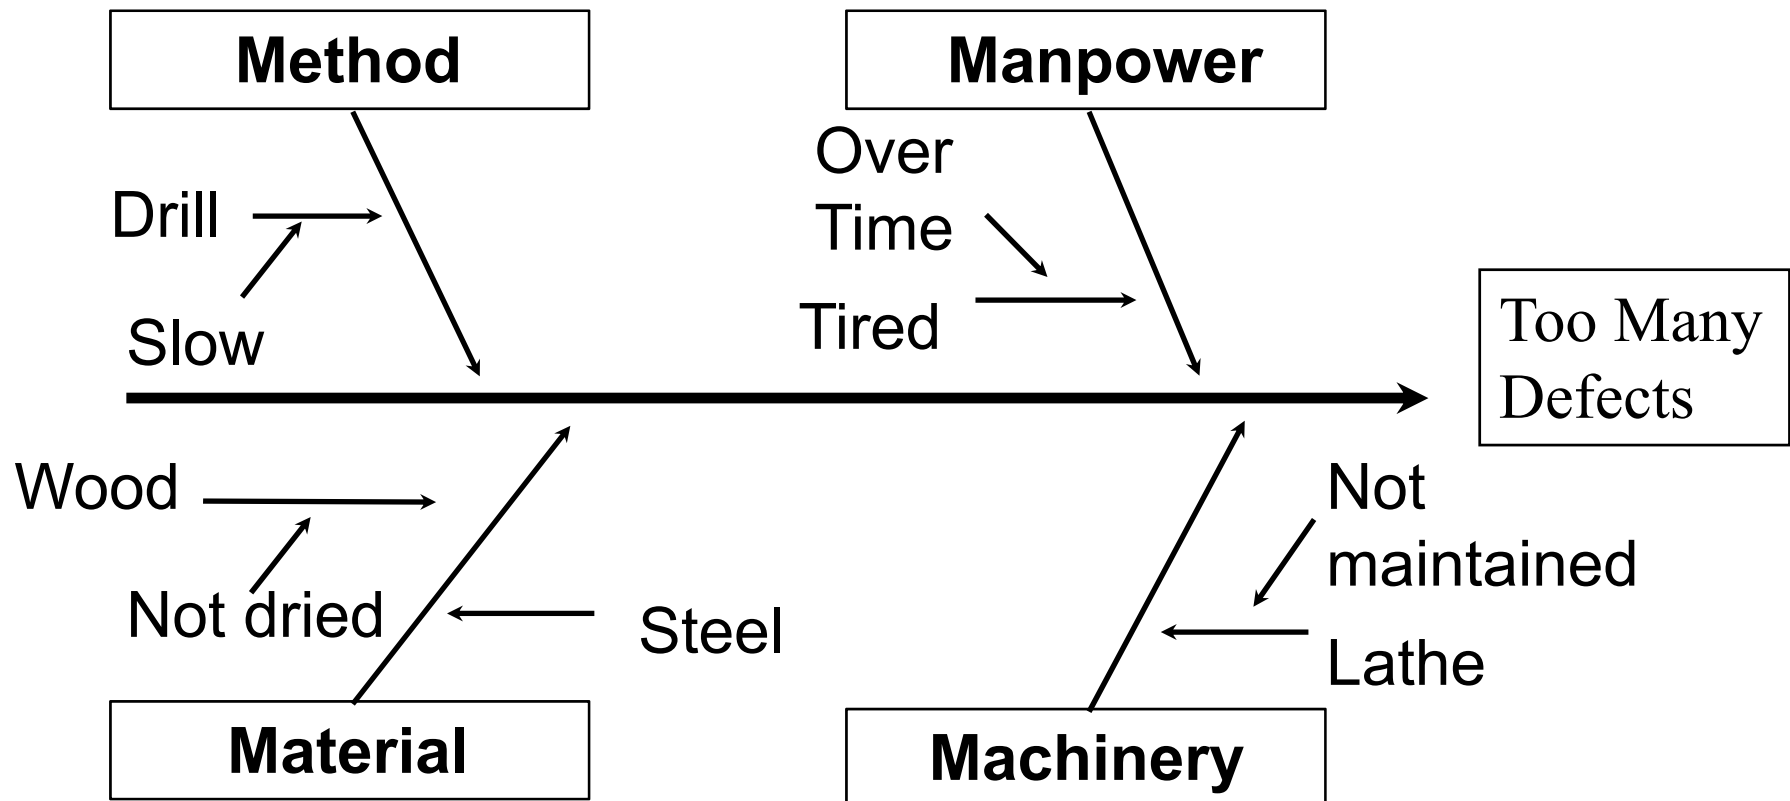 Method
Manpower
Over
Time
Drill
Slow
Tired
Too Many
Defects
Wood
Not dried
Steel
Not
maintained
Lathe
Material
Machinery